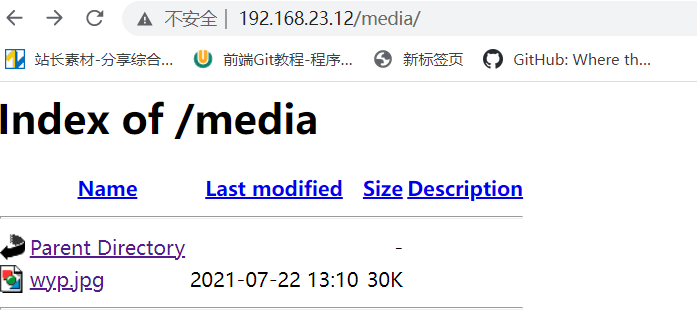 不安全 | 192.168.23.12/media/
站长素材-分享综合... 前端Git教程-程序... 新标签页 GitHub: Where th...
Index of /media
Name Last modified Size Description
Parent Directory -
wyp.jpg 2021-07-22 13:10 30K